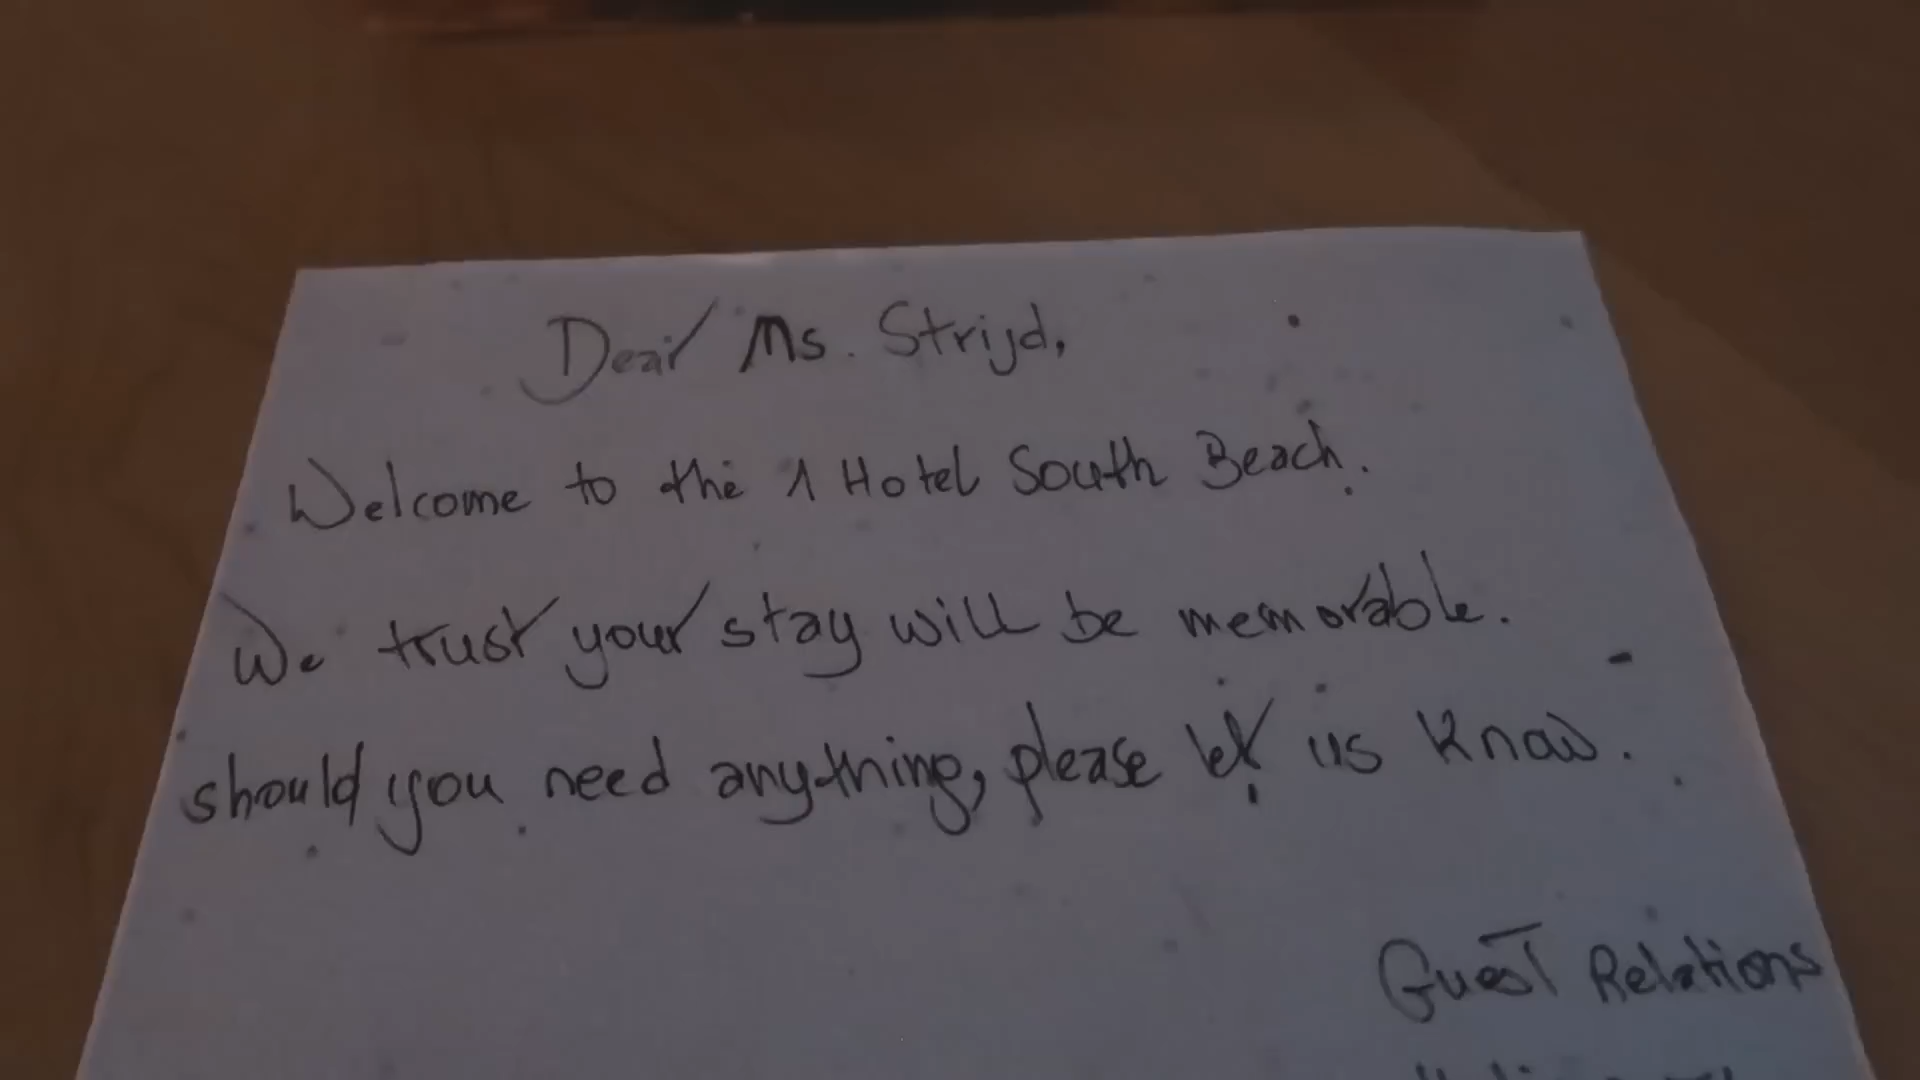 Dear Ms. Strijd,
Welcome to the 1 Hotel South Beach.
We trust your stay will be memorable.
should you need anything, please let us know.
Guest Relations